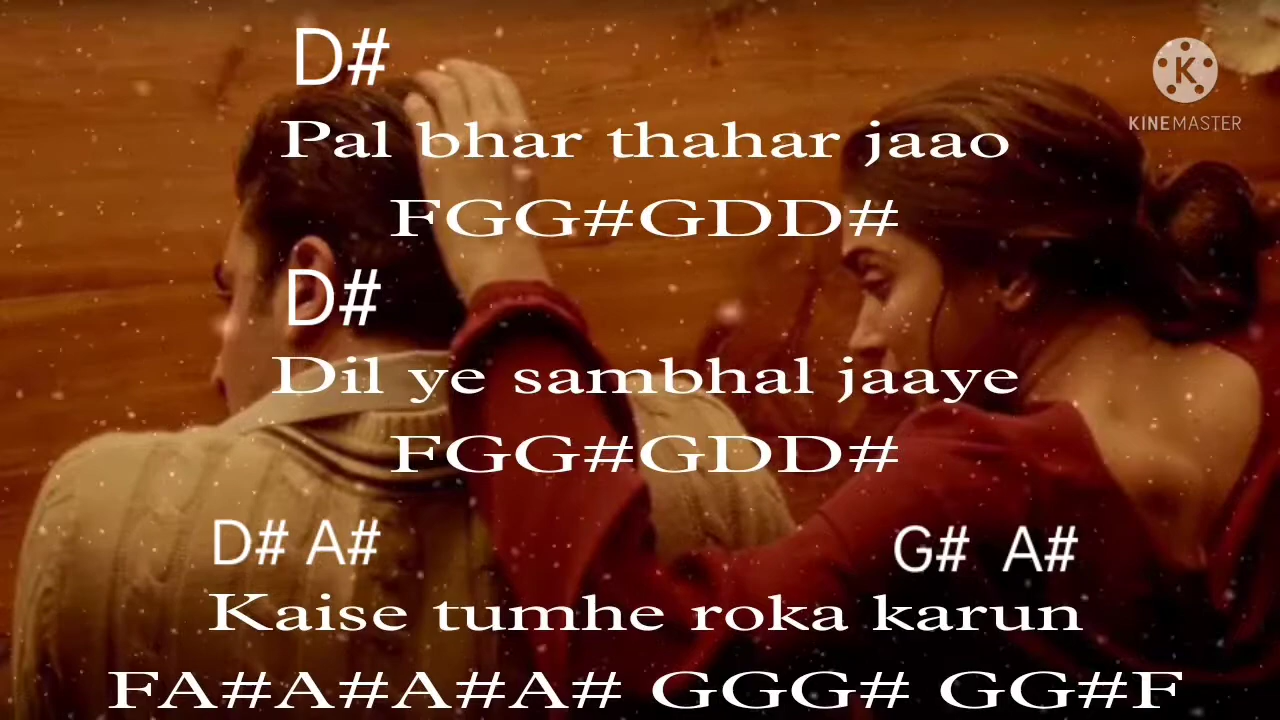 D#
K
KINEMASTER
Pal bhar thahar jaao
FGG#GDD#
D#
Dil ye sambhal jaaye
FGG#GDD#
D# A# G# A#
Kaise tumhe roka karun
FA#A#A#A# GGG# GG#F